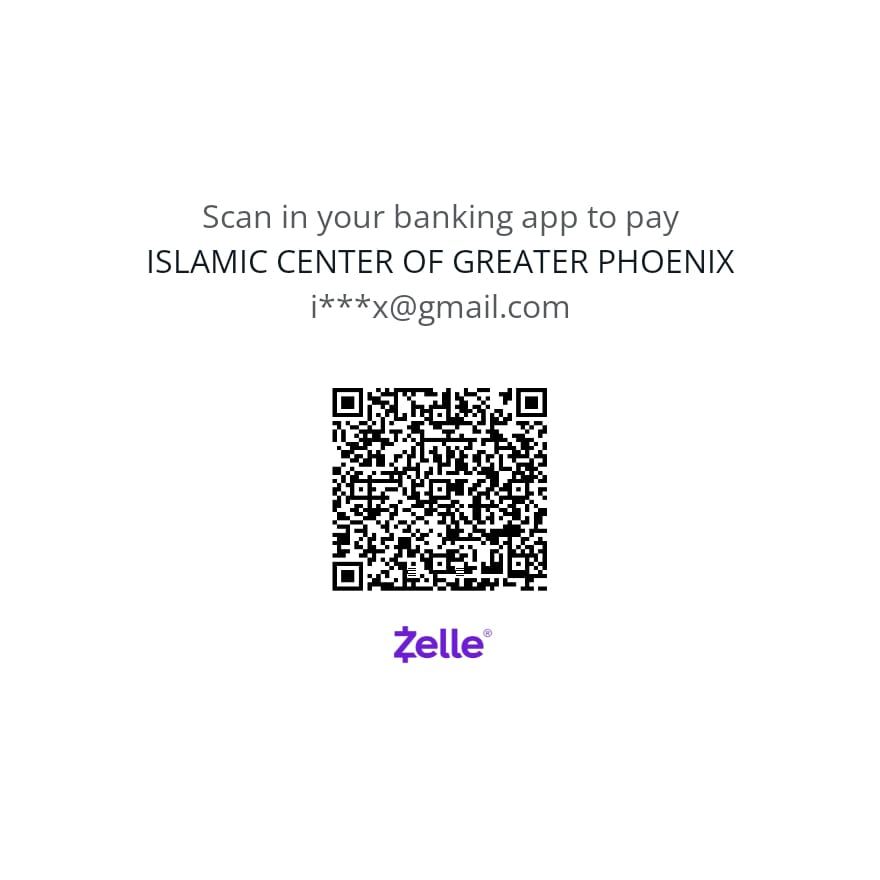 Scan in your banking app to pay
ISLAMIC CENTER OF GREATER PHOENIX
i***x@gmail.com
Zelle®